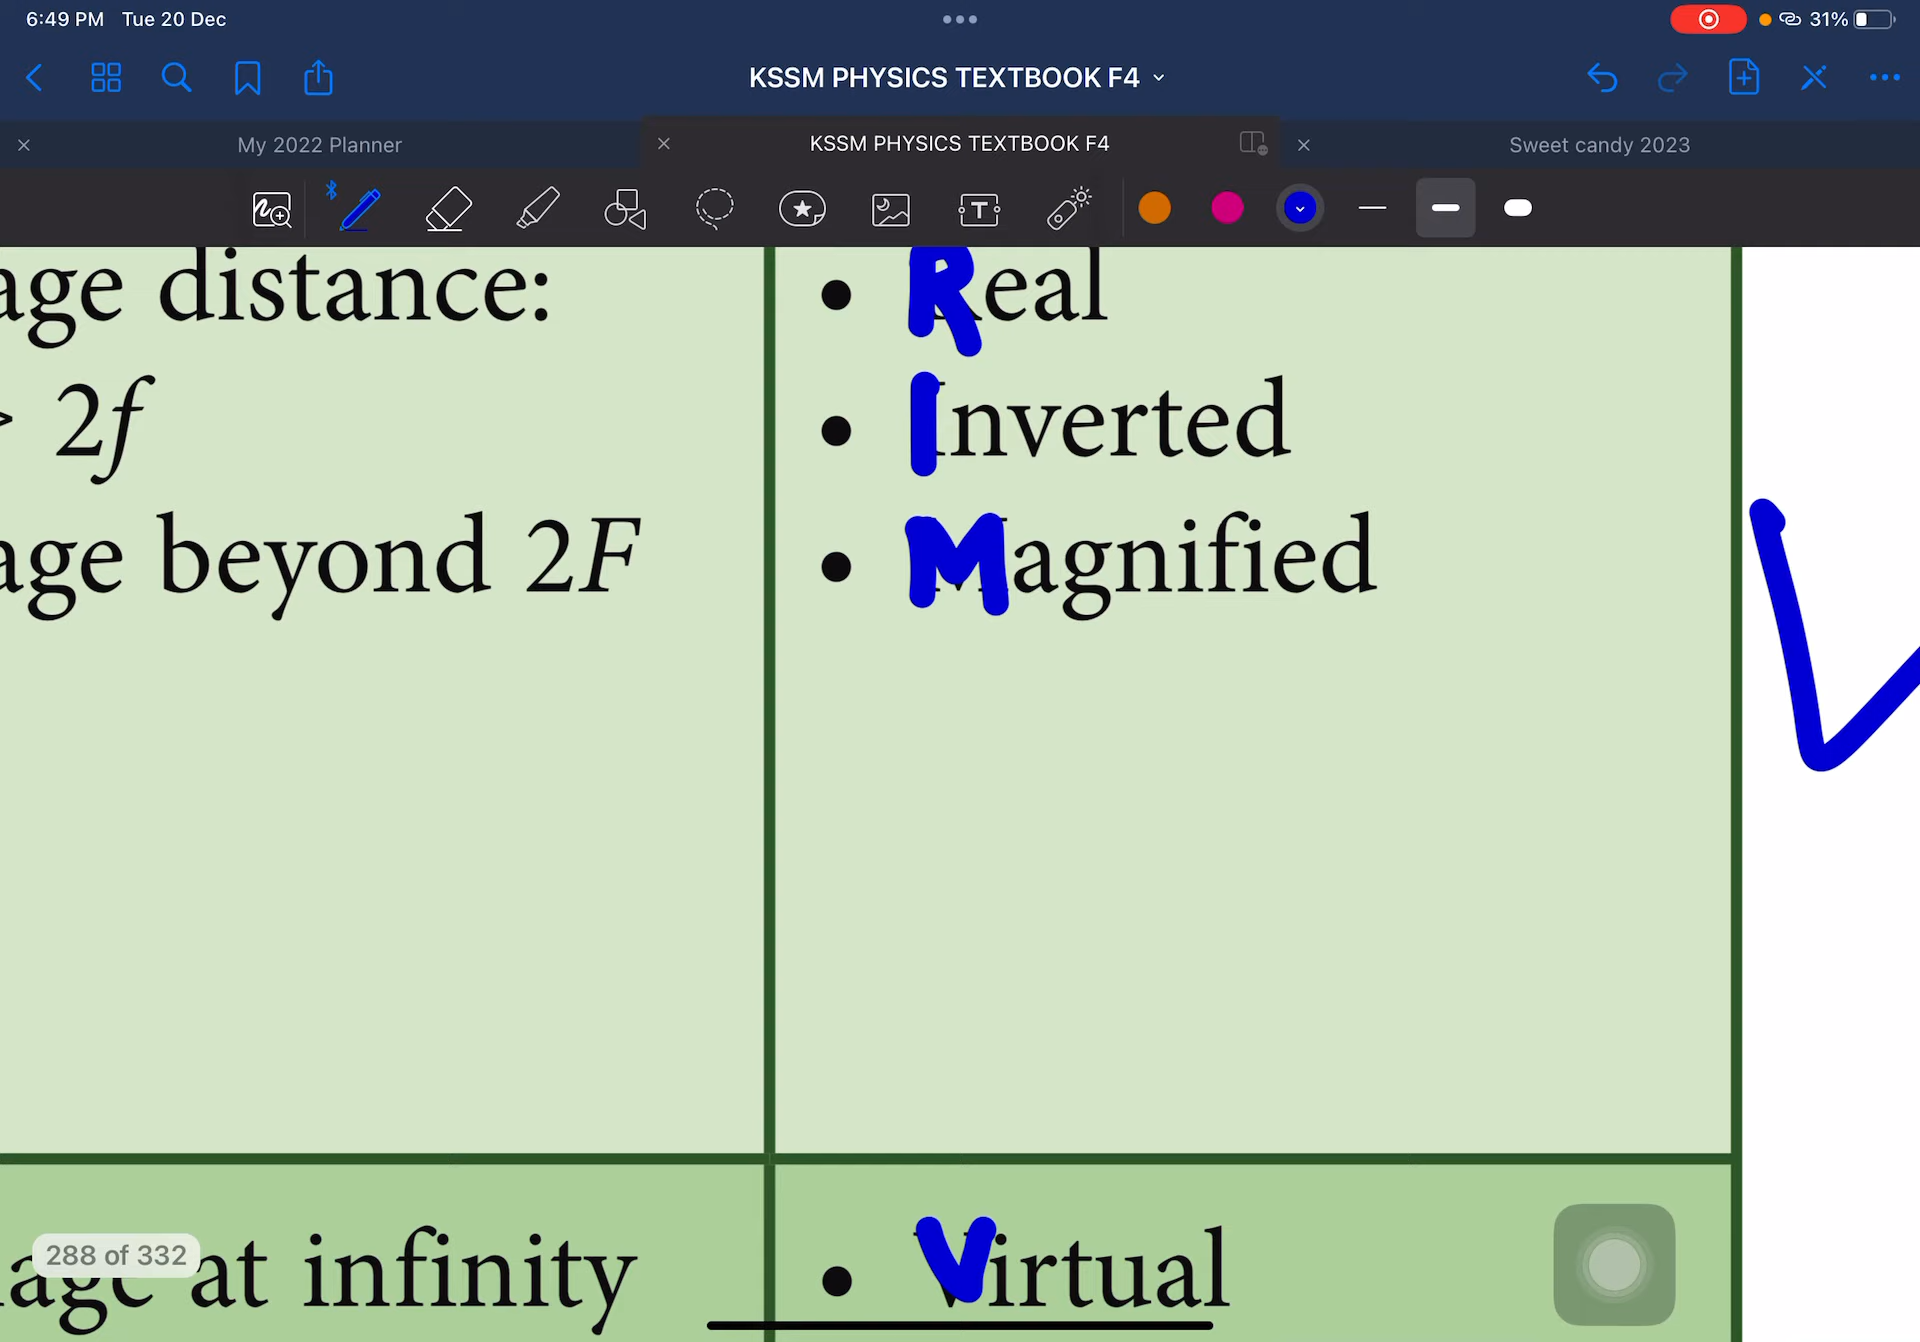 6:49 PM Tue 20 Dec
31%
KSSM PHYSICS TEXTBOOK F4
My 2022 Planner
KSSM PHYSICS TEXTBOOK F4
Sweet candy 2023
age distance:
> 2f
age beyond 2F
• Real
• Inverted
• Magnified
V
288 of 332
age at infinity
• Virtual